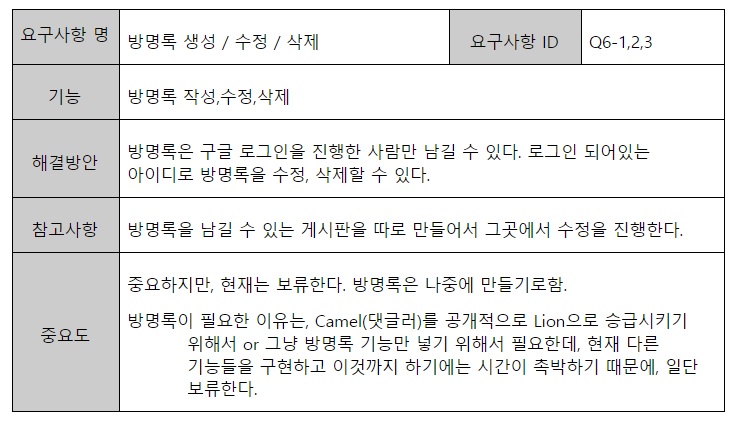 요구사항 명
방명록 생성 / 수정 / 삭제
요구사항 ID
Q6-1,2,3
기능
방명록 작성,수정,삭제
해결방안
방명록은 구글 로그인을 진행한 사람만 남길 수 있다. 로그인 되어있는
아이디로 방명록을 수정, 삭제할 수 있다.
참고사항
방명록을 남길 수 있는 게시판을 따로 만들어서 그곳에서 수정을 진행한다.
중요도
중요하지만, 현재는 보류한다. 방명록은 나중에 만들기로함.
방명록이 필요한 이유는, Camel(댓글러)를 공개적으로 Lion으로 승급시키기
위해서 or 그냥 방명록 기능만 넣기 위해서 필요한데, 현재 다른
기능들을 구현하고 이것까지 하기에는 시간이 촉박하기 때문에, 일단
보류한다.